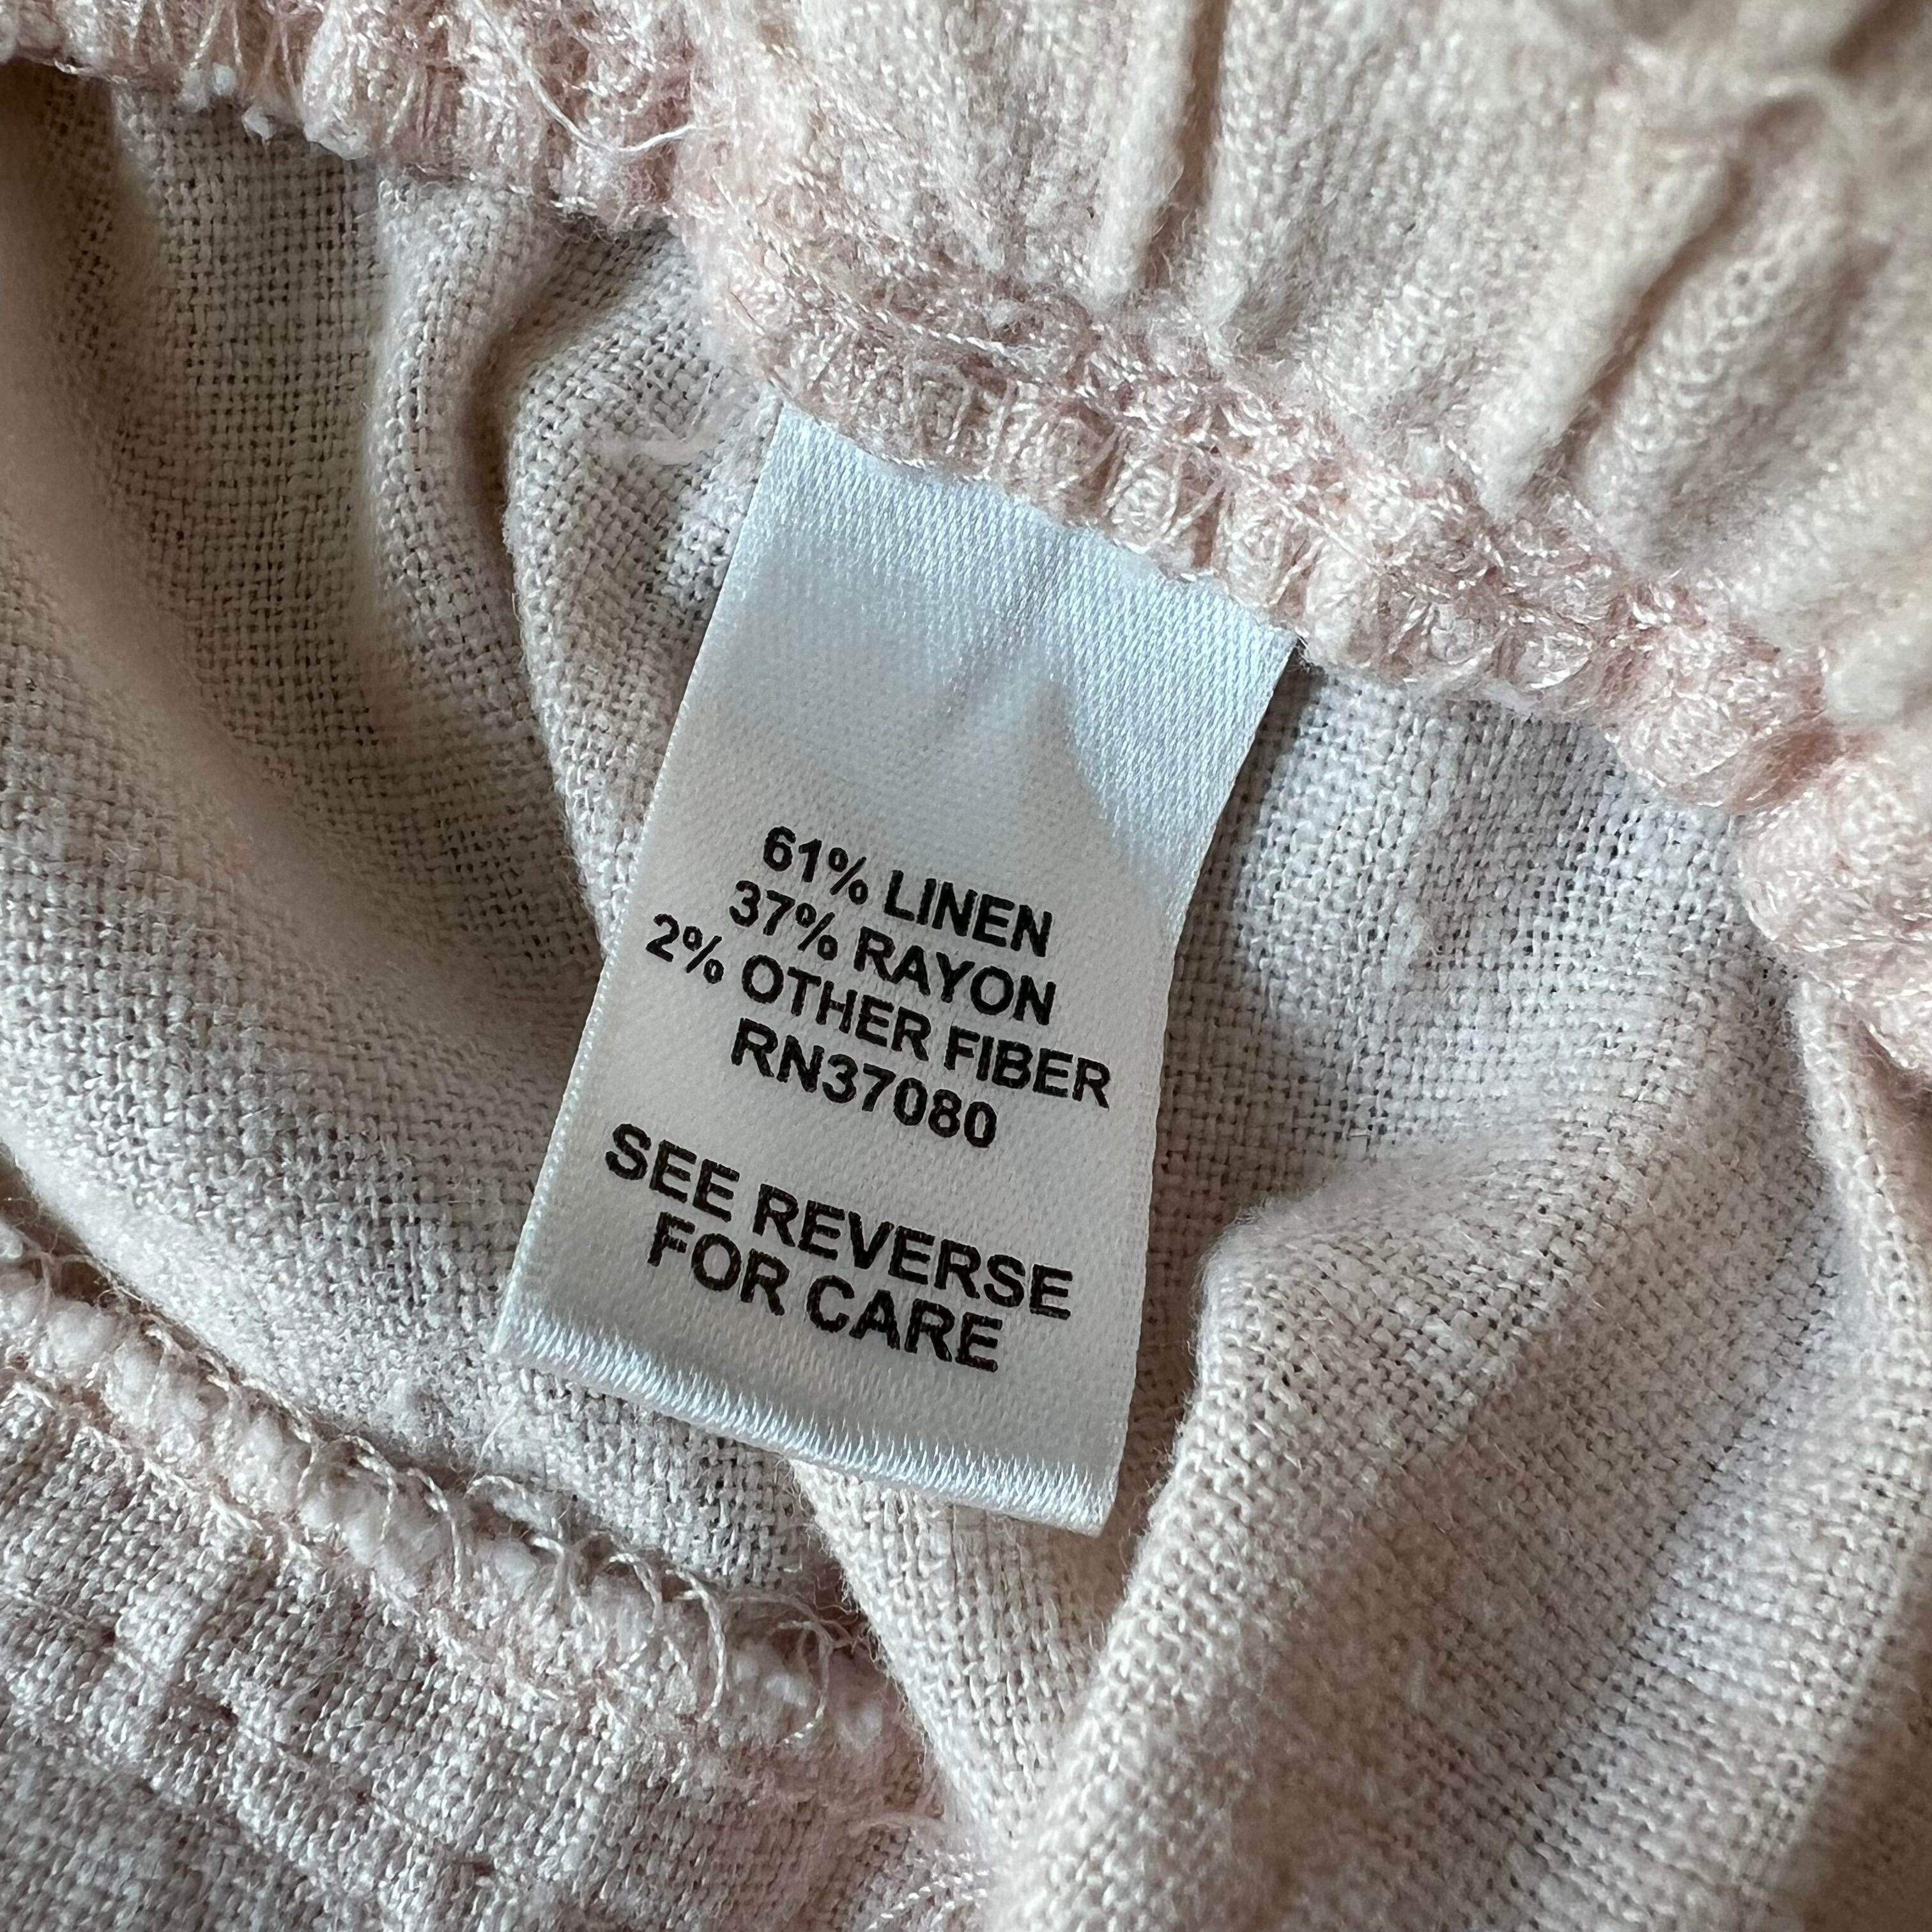 61% LINEN
37% RAYON
2% OTHER FIBER
RN37080
SEE REVERSE
FOR CARE